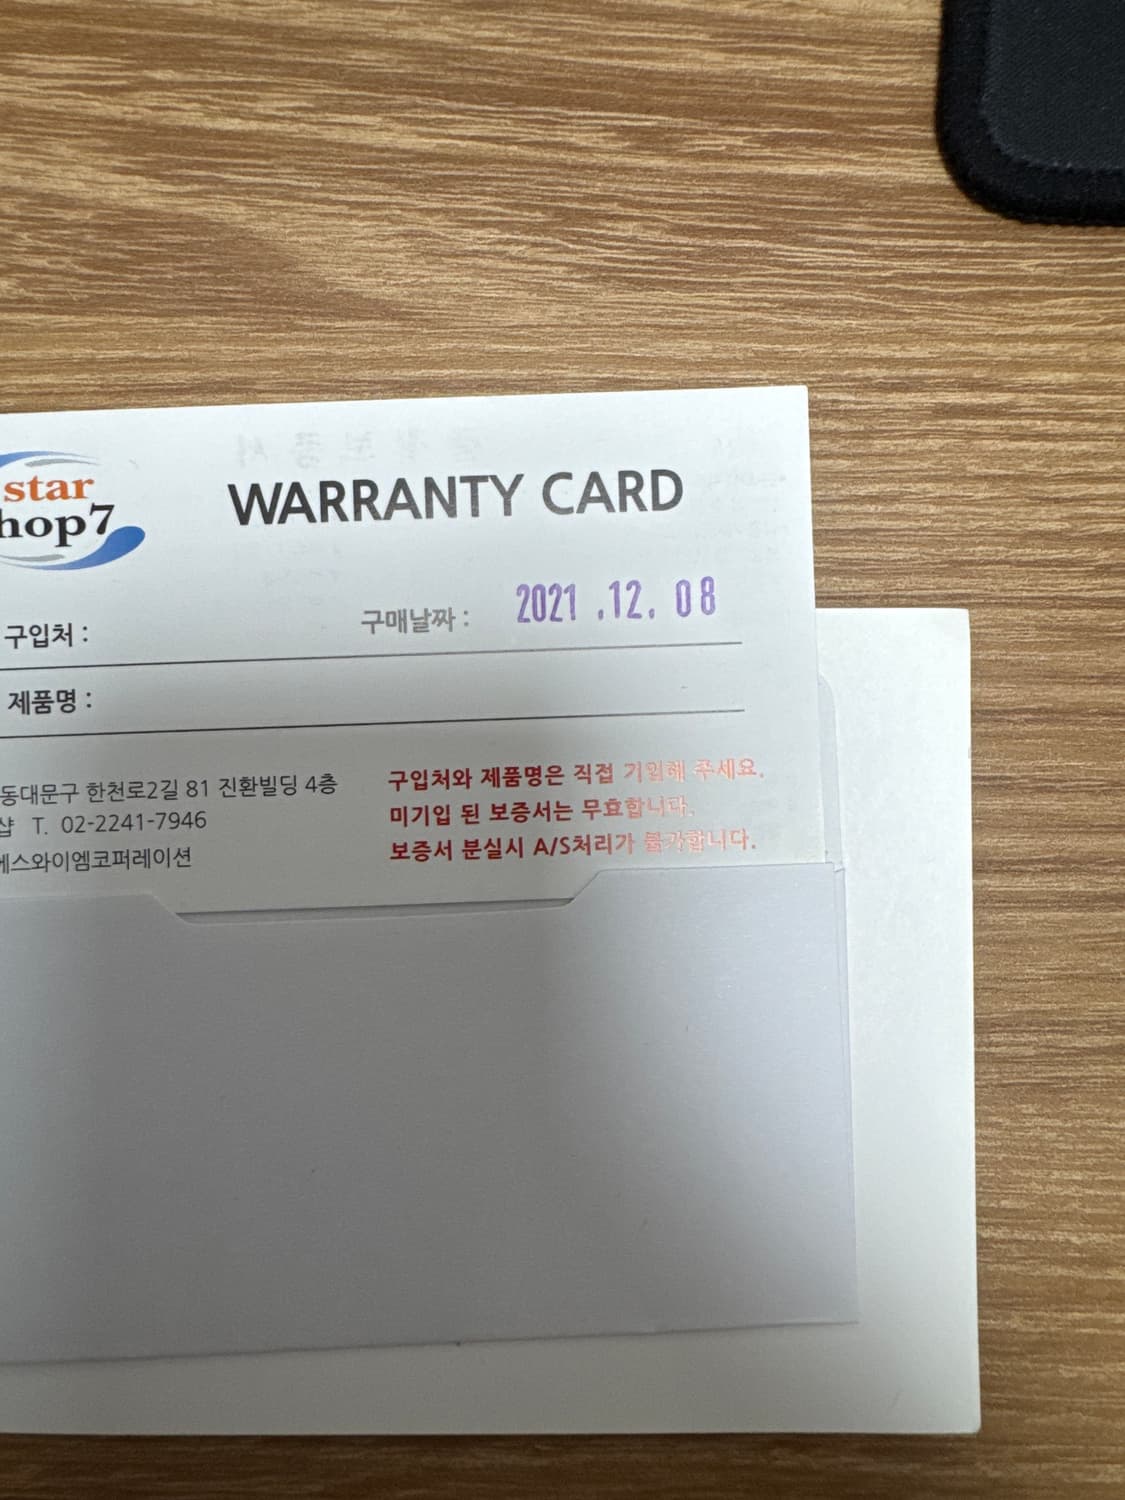 star
hop7
WARRANTY CARD
구입처 :
구매날짜 : 2021 .12. 08
제품명 :
동대문구 한천로2길 81 진환빌딩 4층
샵 T. 02-2241-7946
에스와이엠코퍼레이션
구입처와 제품명은 직접 기입해 주세요.
미기입 된 보증서는 무효합니다.
보증서 분실시 A/S처리가 불가합니다.